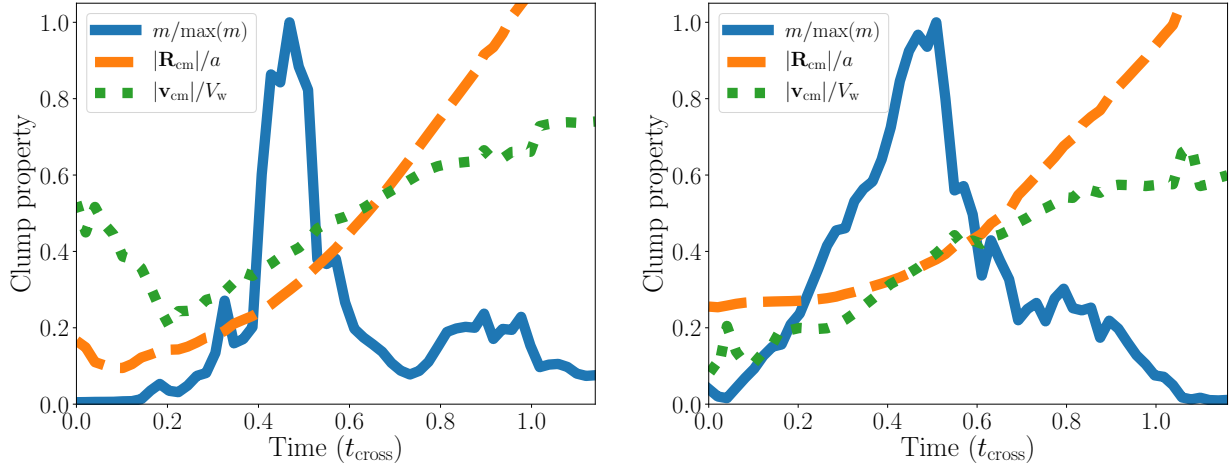 Clump property
1.0
0.8
0.6
0.4
0.2
0.0
m/max(m)
|R_cm|/a
|v_cm|/V_w
0.0 0.2 0.4 0.6 0.8 1.0
Time (t_cross)
Clump property
1.0
0.8
0.6
0.4
0.2
0.0
m/max(m)
|R_cm|/a
|v_cm|/V_w
0.0 0.2 0.4 0.6 0.8 1.0
Time (t_cross)